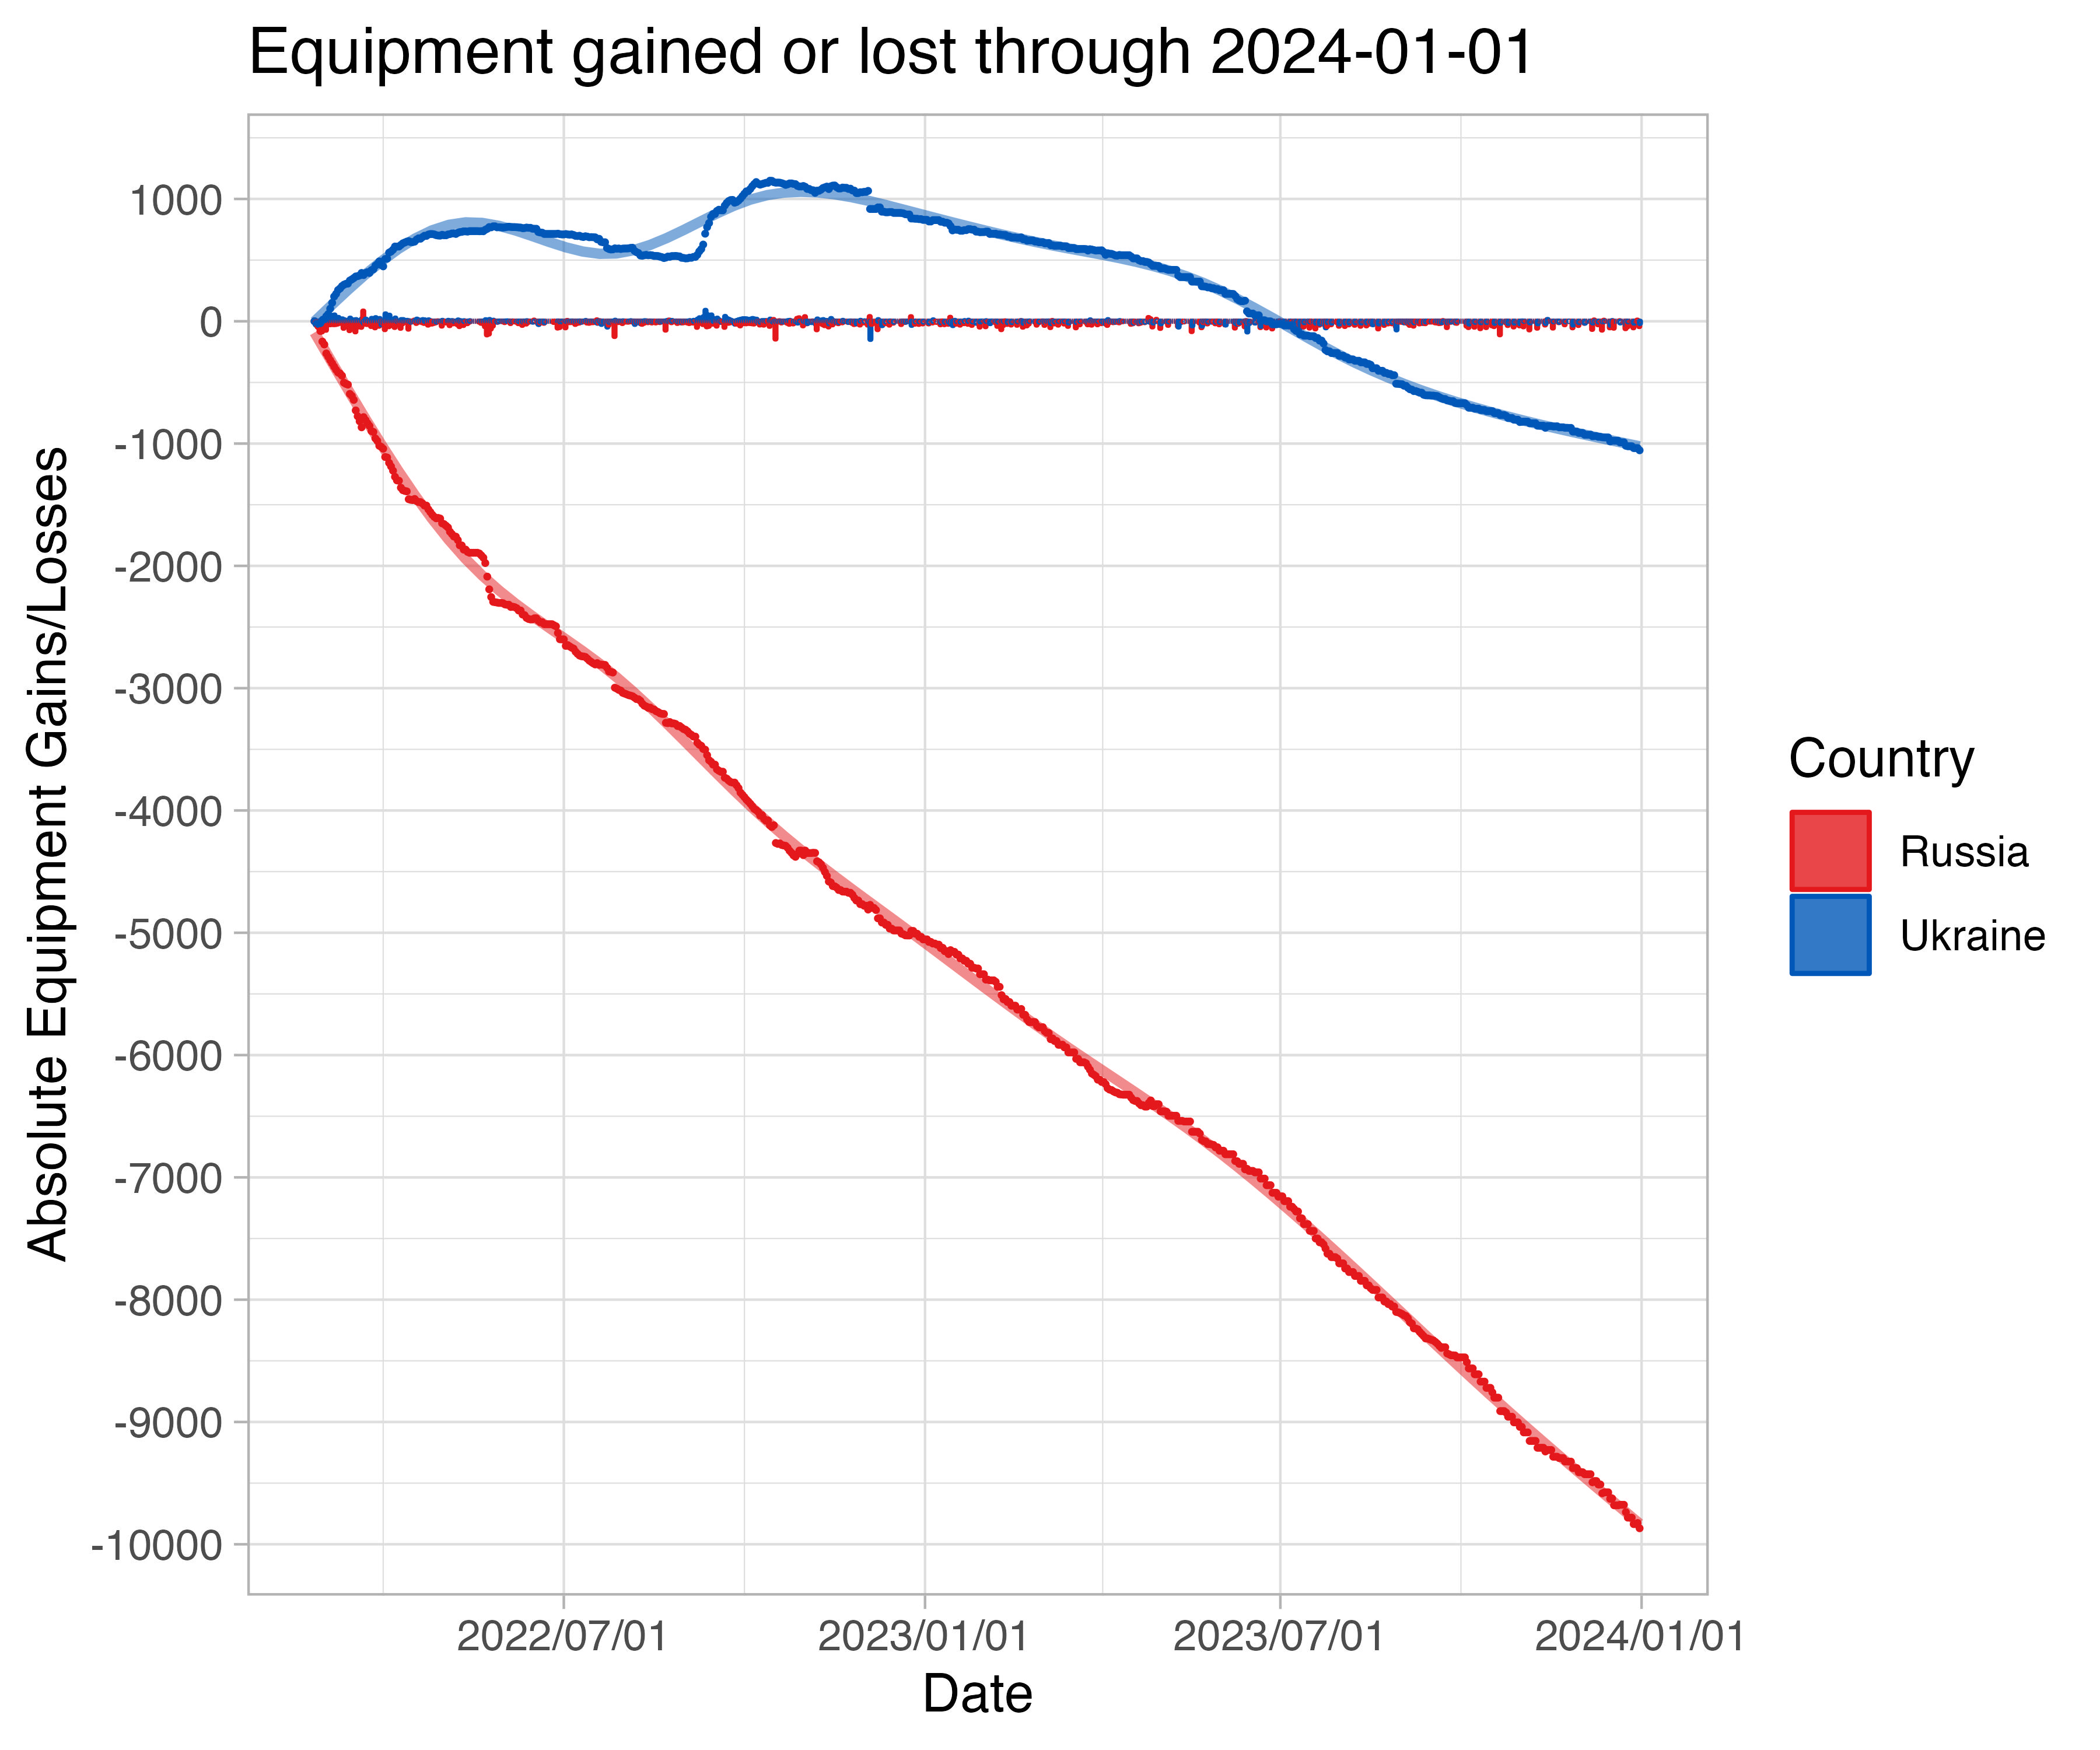 Equipment gained or lost through 2024-01-01
Absolute Equipment Gains/Losses
1000
0
-1000
-2000
-3000
-4000
-5000
-6000
-7000
-8000
-9000
-10000
2022/07/01 2023/01/01 2023/07/01 2024/01/01
Date
Country
Russia
Ukraine